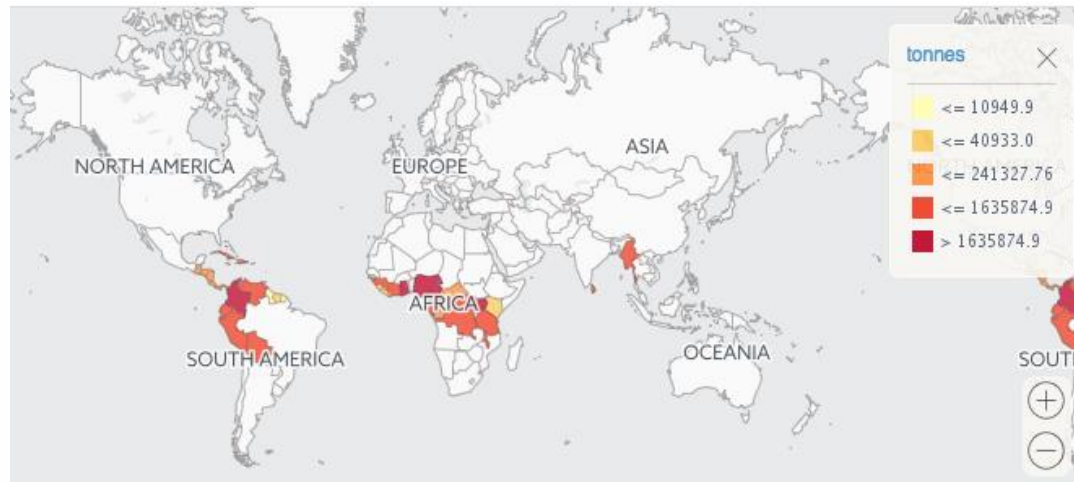 tonnes
<= 10949.9
<= 40933.0
<= 241327.76
<= 1635874.9
> 1635874.9
NORTH AMERICA
EUROPE
ASIA
AFRICA
SOUTH AMERICA
OCEANIA
SOUT